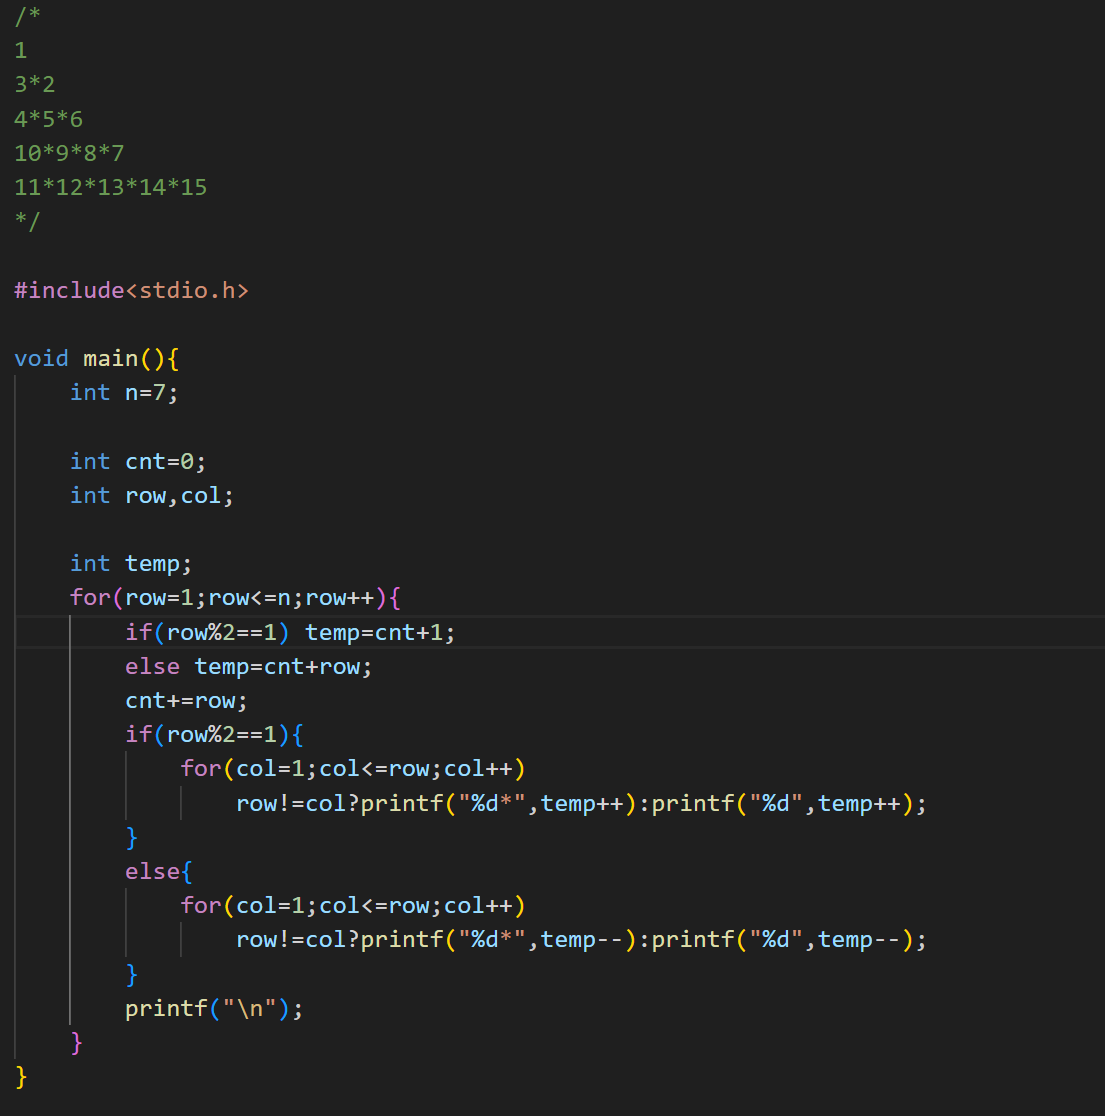 /*
1
3*2
4*5*6
10*9*8*7
11*12*13*14*15
*/

#include<stdio.h>

void main(){
    int n=7;

    int cnt=0;
    int row,col;

    int temp;
    for(row=1;row<=n;row++){
        if(row%2==1) temp=cnt+1;
        else temp=cnt+row;
        cnt+=row;
        if(row%2==1){
            for(col=1;col<=row;col++)
                row!=col?printf("%d*",temp++):printf("%d",temp++);
        }
        else{
            for(col=1;col<=row;col++)
                row!=col?printf("%d*",temp--):printf("%d",temp--);
        }
        printf("\n");
    }
}